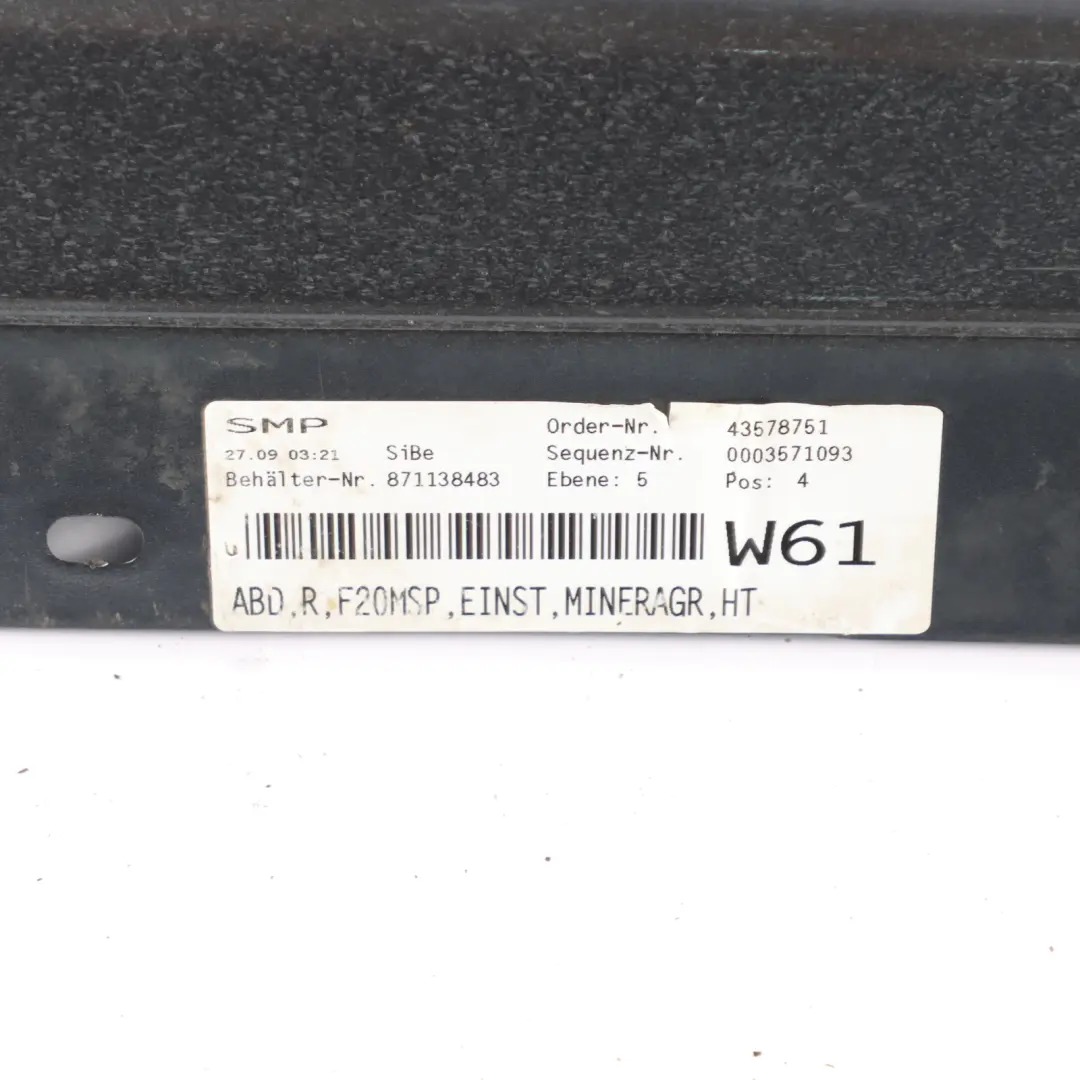 SMP Order-Nr. 43578751
27.09 03:21 SiBe Sequenz-Nr. 0003571093
Behälter-Nr. 871138483 Ebene: 5 Pos: 4
W61
ABD,R,F20MSP,EINST,MINERAGR,HT